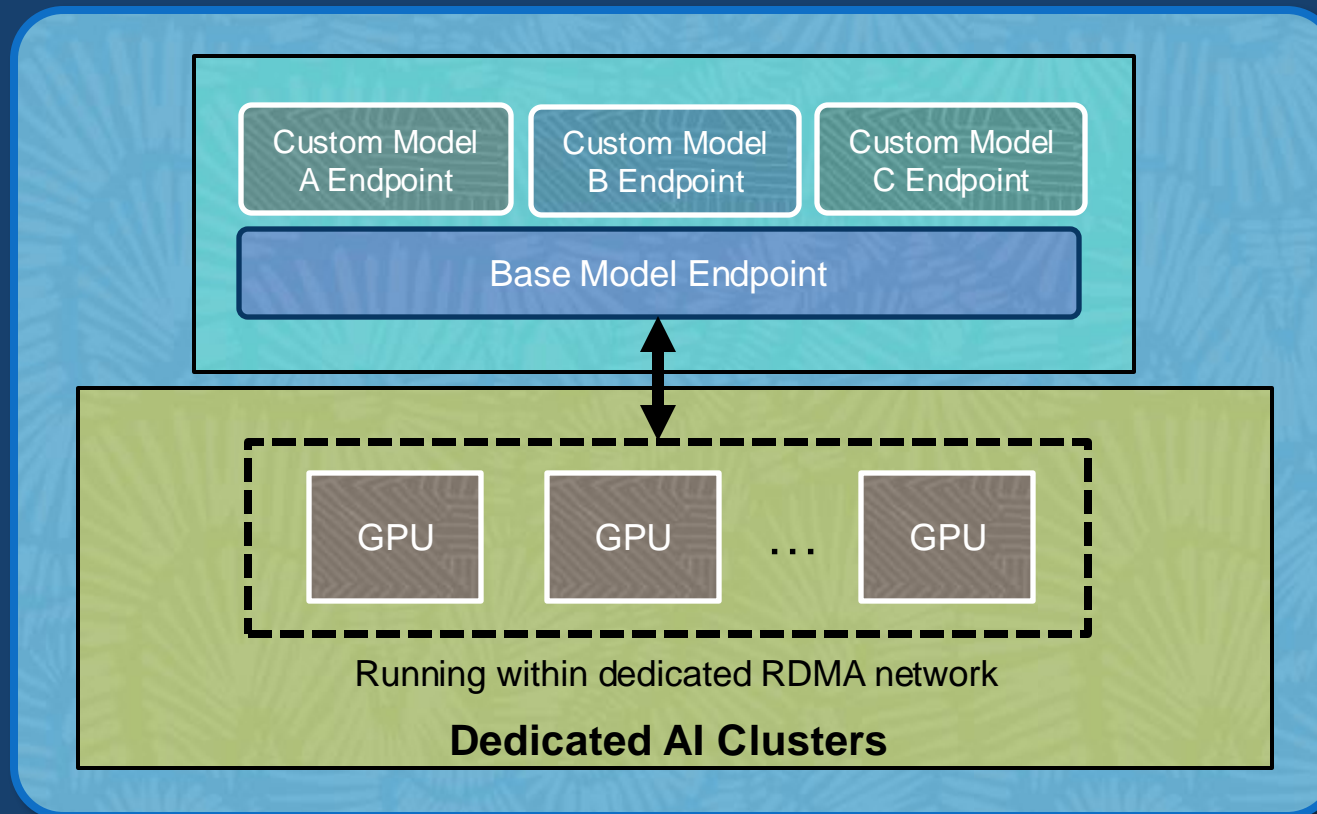 Custom Model
A Endpoint
Custom Model
B Endpoint
Custom Model
C Endpoint
Base Model Endpoint
GPU
GPU
...
GPU
Running within dedicated RDMA network
Dedicated AI Clusters